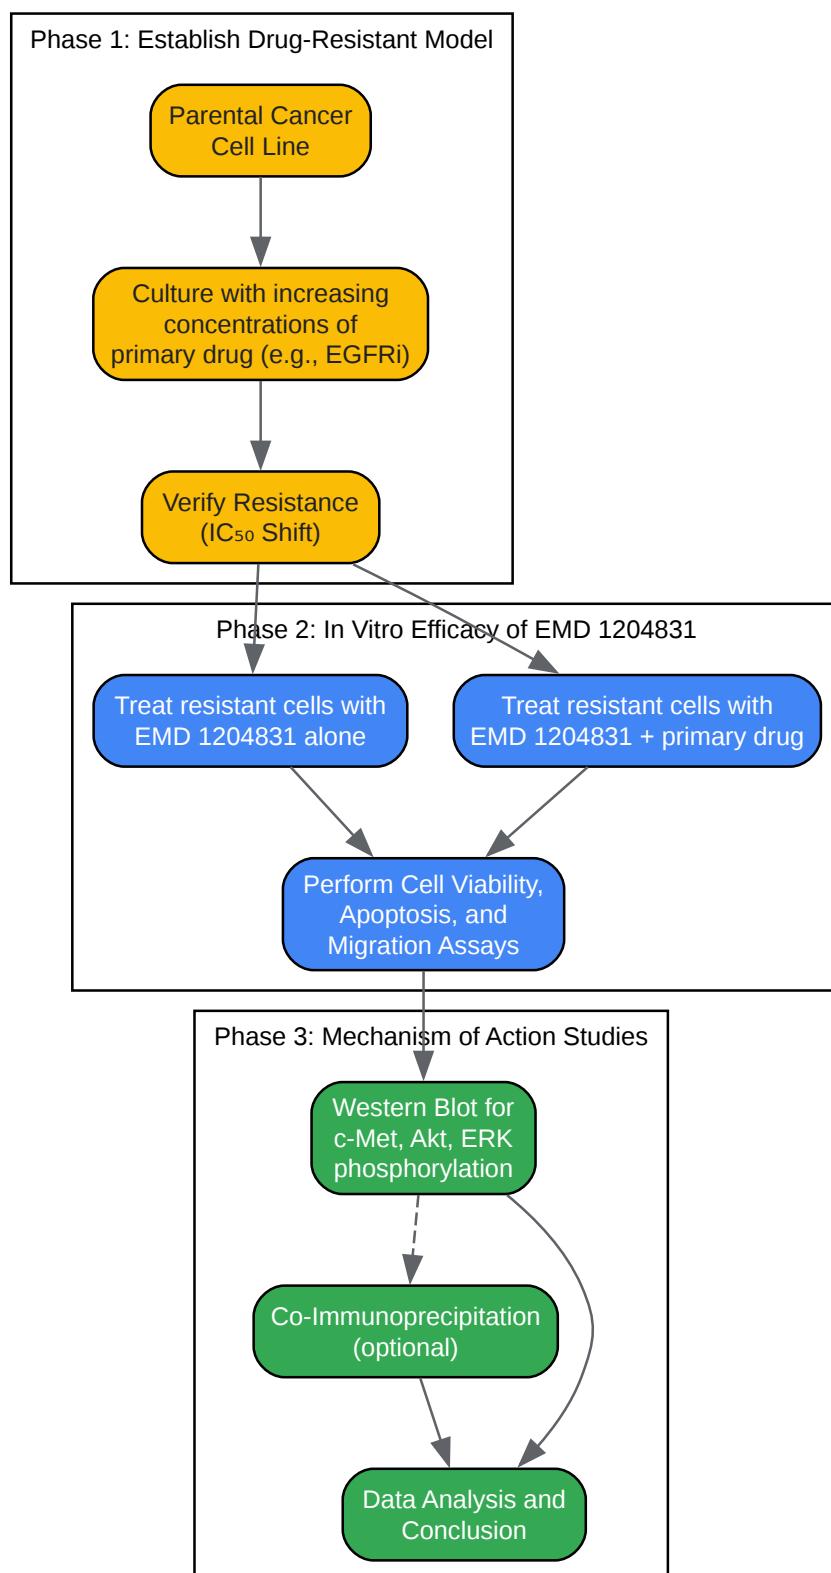 Phase 1: Establish Drug-Resistant Model
Parental Cancer
Cell Line
Culture with increasing
concentrations of
primary drug (e.g., EGFRi)
Verify Resistance
(IC₅₀ Shift)
Phase 2: In Vitro Efficacy of EMD 1204831
Treat resistant cells with
EMD 1204831 alone
Treat resistant cells with
EMD 1204831 + primary drug
Perform Cell Viability,
Apoptosis, and
Migration Assays
Phase 3: Mechanism of Action Studies
Western Blot for
c-Met, Akt, ERK
phosphorylation
Co-Immunoprecipitation
(optional)
Data Analysis and
Conclusion